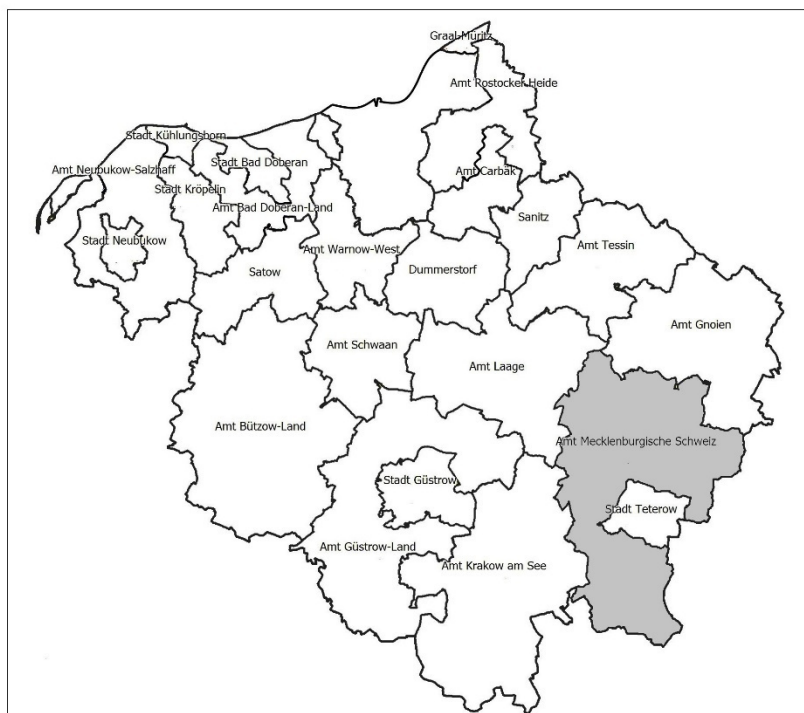 Graal-Müritz
Amt Rostocker Heide
Stadt Kühlungsborn
Stadt Bad Doberan
Amt Neubukow-Salzhaff
Amt Carbäk
Stadt Kröpelin
Amt Bad Doberan-Land
Sanitz
Stadt Neubukow
Amt Warnow-West
Amt Tessin
Satow
Dummerstorf
Amt Gnoien
Amt Schwaan
Amt Laage
Amt Bützow-Land
Amt Mecklenburgische Schweiz
Stadt Güstrow
Stadt Teterow
Amt Güstrow-Land
Amt Krakow am See